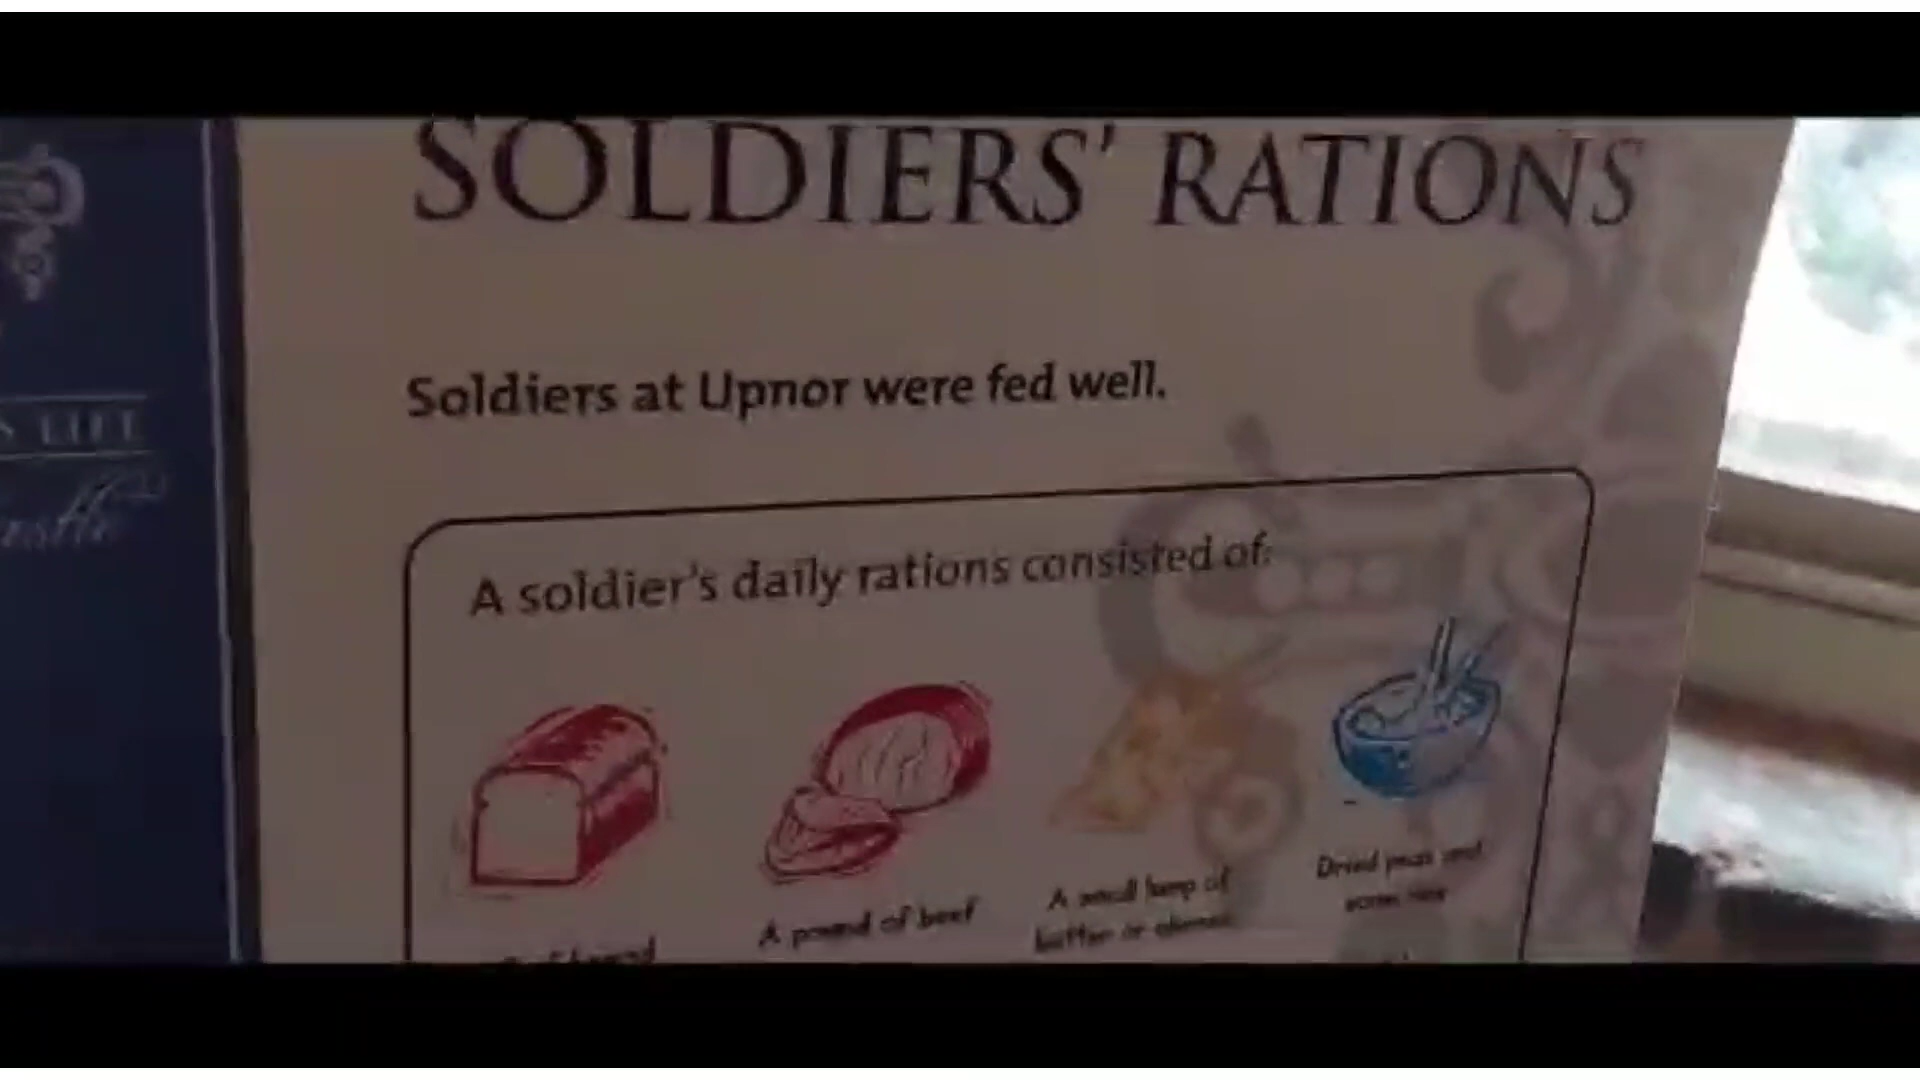 SOLDIERS' RATIONS
Soldiers at Upnor were fed well.
A soldier's daily rations consisted of:
A pound of beef
A small lump of
butter or cheese
Dried peas and
LIFE